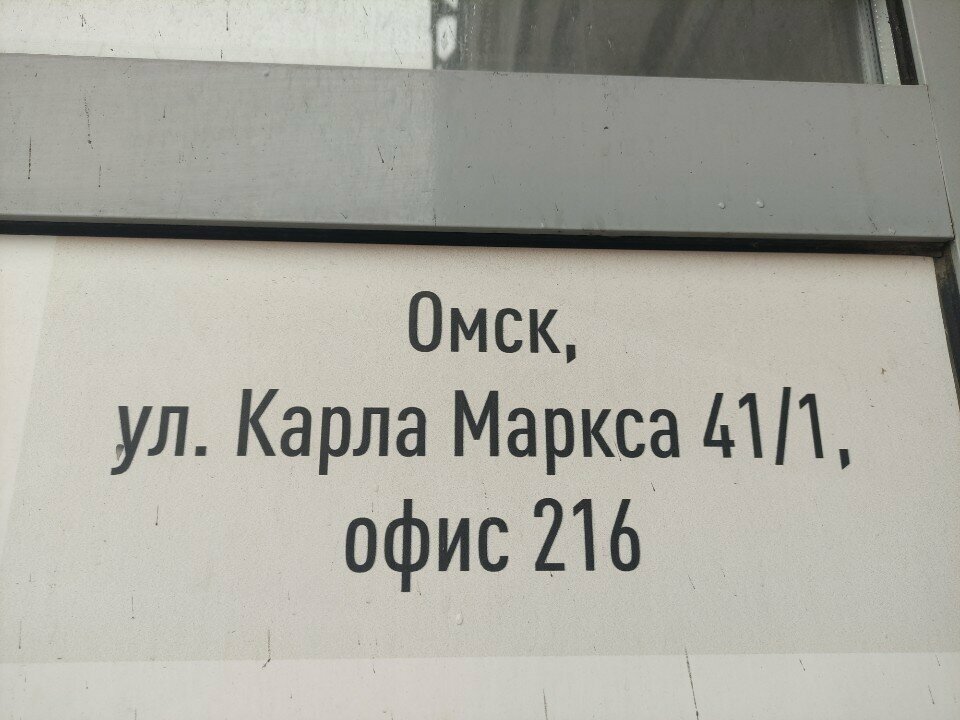 Омск,
ул. Карла Маркса 41/1,
офис 216